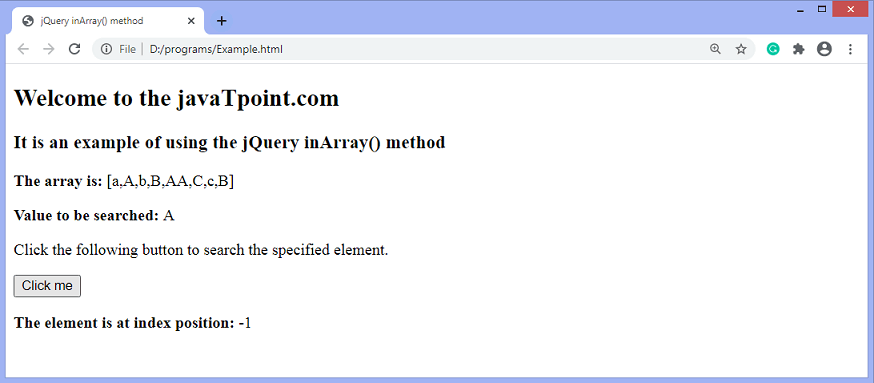 jQuery inArray() method
File | D:/programs/Example.html
Welcome to the javaTpoint.com
It is an example of using the jQuery inArray() method
The array is: [a,A,b,B,AA,C,c,B]
Value to be searched: A
Click the following button to search the specified element.
Click me
The element is at index position: -1